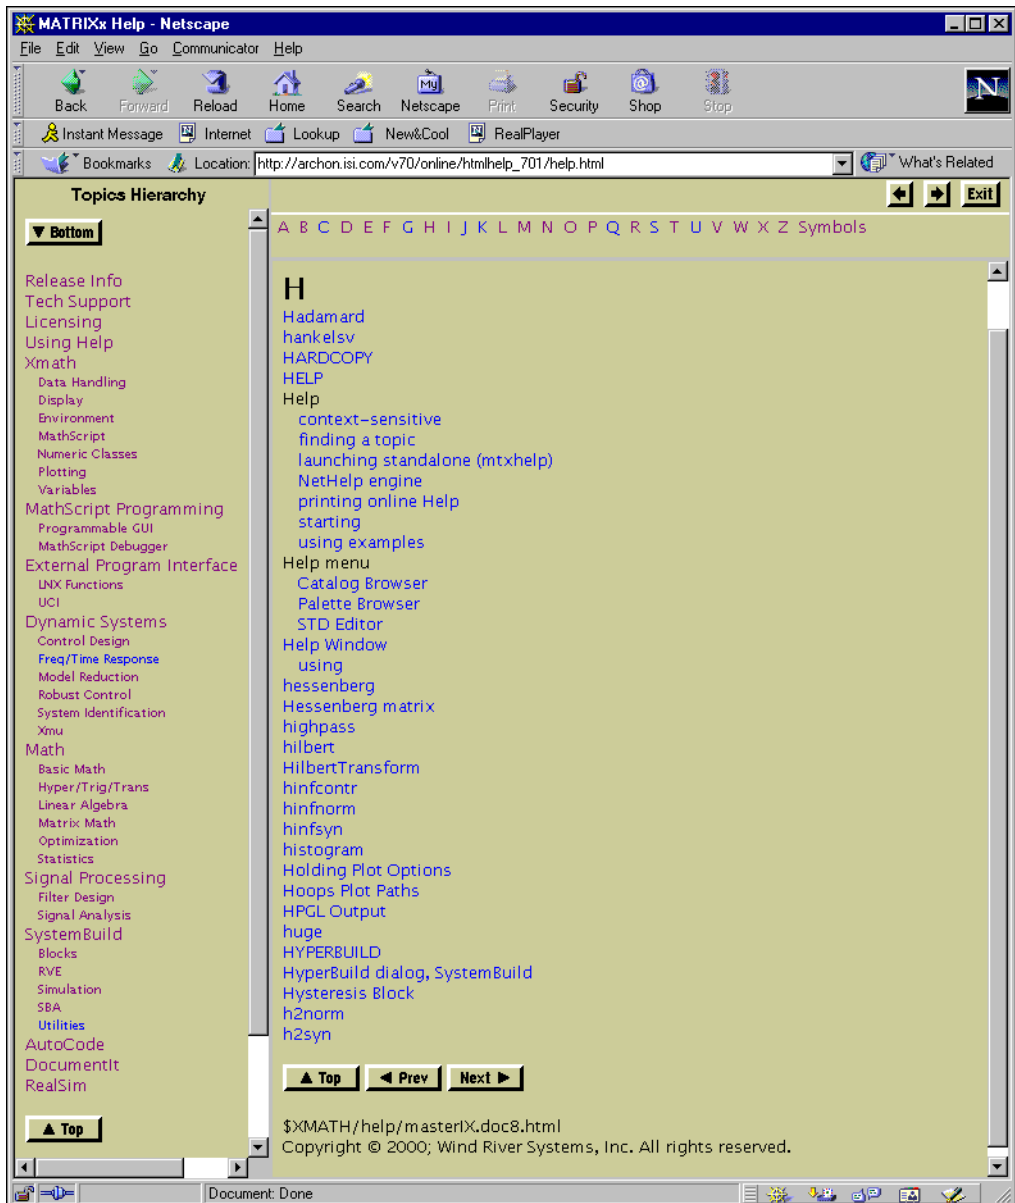 MATRIXx Help - Netscape
File Edit View Go Communicator Help
Back Forward Reload Home Search Netscape Print Security Shop Stop
My
N
Instant Message Internet Lookup New&Cool RealPlayer
Bookmarks Location: http://archon.isi.com/v70/online/htmlhelp_701/help.html What's Related
Topics Hierarchy
Bottom
Release Info
Tech Support
Licensing
Using Help
Xmath
Data Handling
Display
Environment
MathScript
Numeric Classes
Plotting
Variables
MathScript Programming
Programmable GUI
MathScript Debugger
External Program Interface
LNX Functions
UCI
Dynamic Systems
Control Design
Freq/Time Response
Model Reduction
Robust Control
System Identification
Xmu
Math
Basic Math
Hyper/Trig/Trans
Linear Algebra
Matrix Math
Optimization
Statistics
Signal Processing
Filter Design
Signal Analysis
SystemBuild
Blocks
RVE
Simulation
SBA
Utilities
AutoCode
DocumentIt
RealSim
Top
Exit
A B C D E F G H I J K L M N O P Q R S T U V W X Z Symbols
H
Hadamard
hankelsv
HARDCOPY
HELP
Help
context-sensitive
finding a topic
launching standalone (mtxhelp)
NetHelp engine
printing online Help
starting
using examples
Help menu
Catalog Browser
Palette Browser
STD Editor
Help Window
using
hessenberg
Hessenberg matrix
highpass
hilbert
HilbertTransform
hinfcontr
hinfnorm
hinfsyn
histogram
Holding Plot Options
Hoops Plot Paths
HPGL Output
huge
HYPERBUILD
HyperBuild dialog, SystemBuild
Hysteresis Block
h2norm
h2syn
Top Prev Next
$XMATH/help/masterIX.doc8.html
Copyright © 2000; Wind River Systems, Inc. All rights reserved.
Document: Done